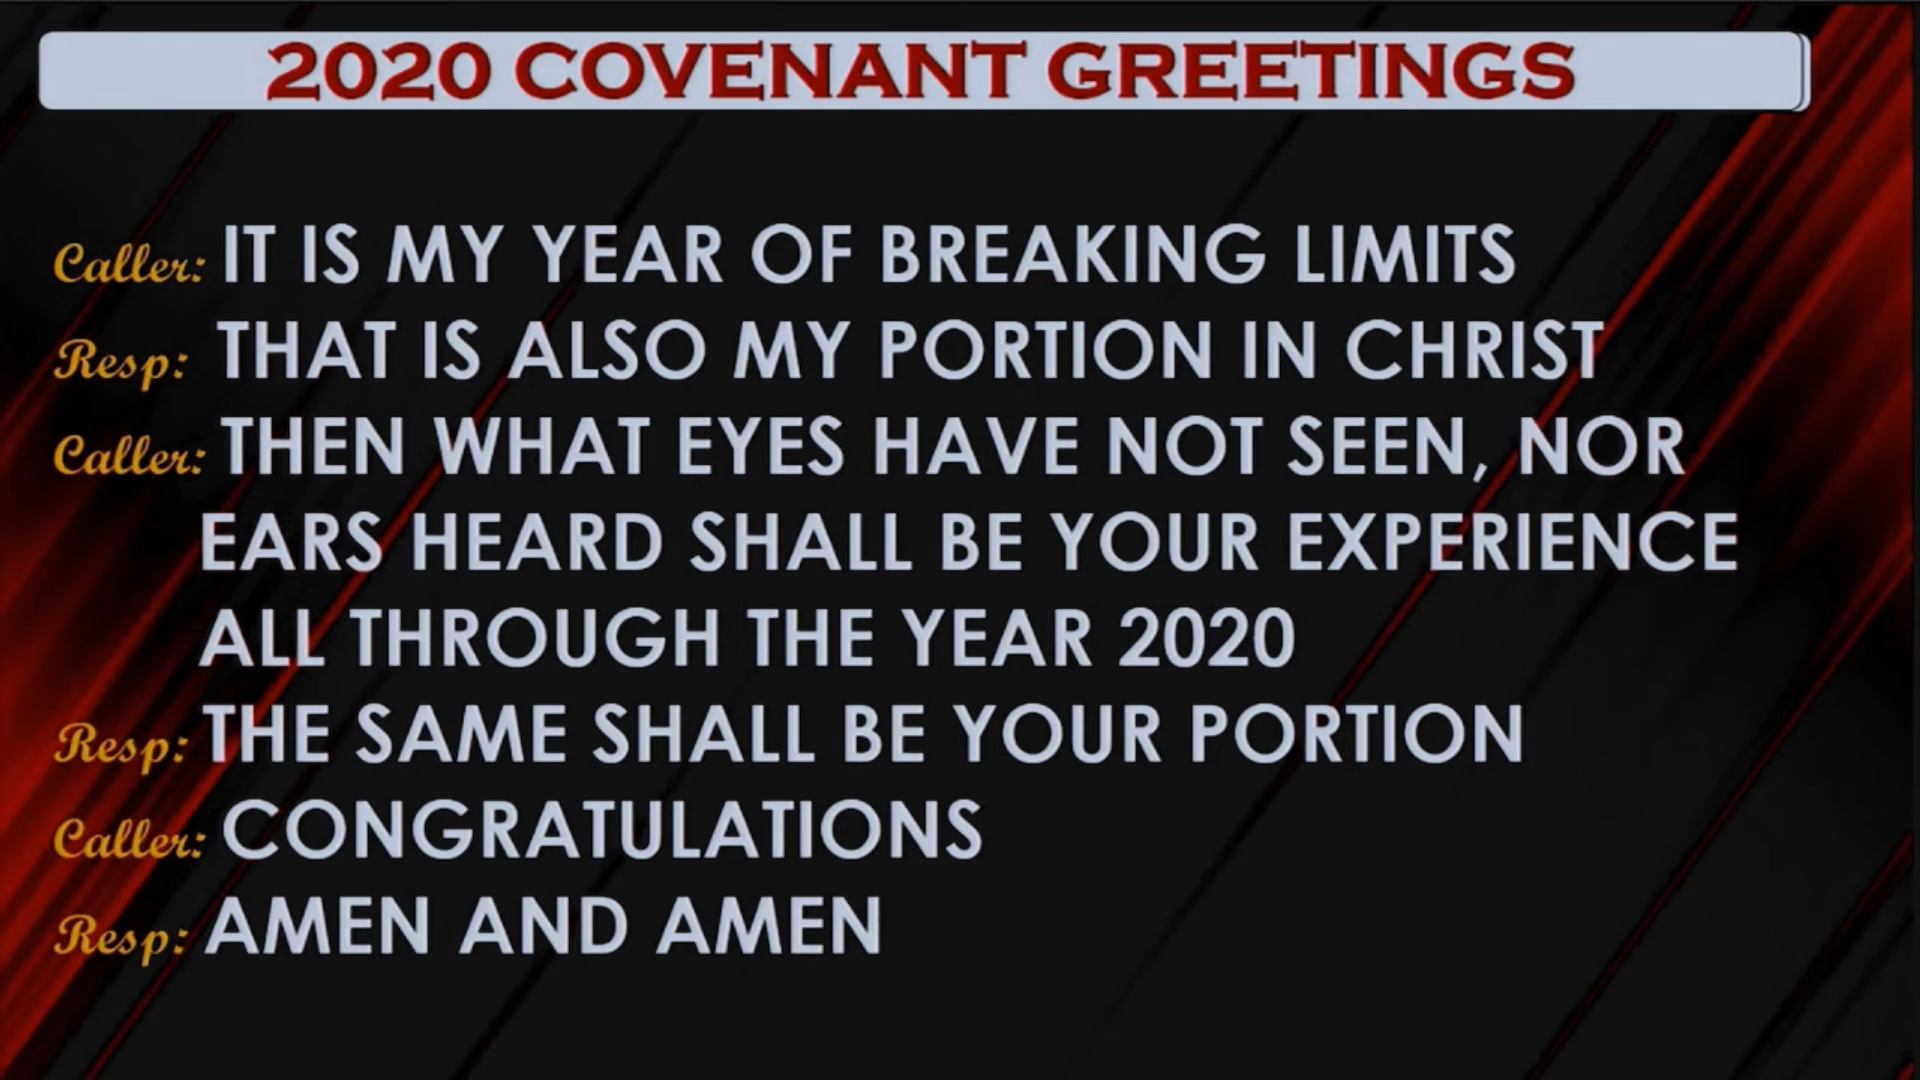 2020 COVENANT GREETINGS
Caller: IT IS MY YEAR OF BREAKING LIMITS
Resp: THAT IS ALSO MY PORTION IN CHRIST
Caller: THEN WHAT EYES HAVE NOT SEEN, NOR
EARS HEARD SHALL BE YOUR EXPERIENCE
ALL THROUGH THE YEAR 2020
Resp: THE SAME SHALL BE YOUR PORTION
Caller: CONGRATULATIONS
Resp: AMEN AND AMEN